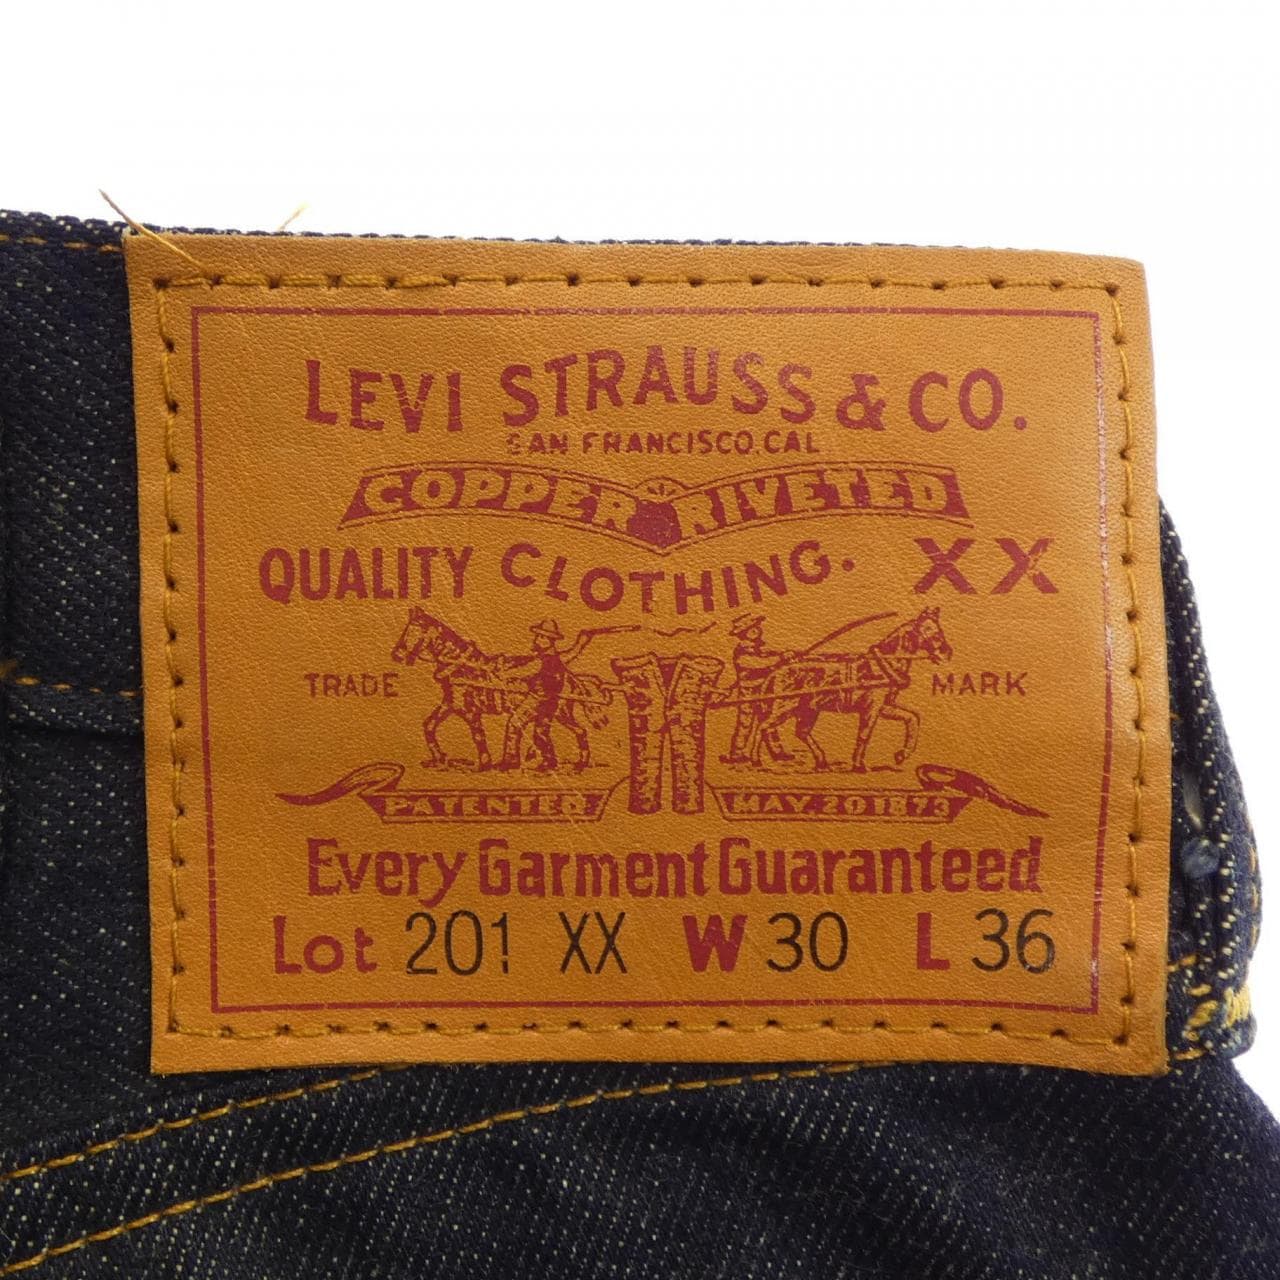 LEVI STRAUSS & CO.
SAN FRANCISCO, CAL
COPPER RIVETED
QUALITY CLOTHING. XX
TRADE MARK
PATENTED MAY 20 1873
Every Garment Guaranteed
Lot 201 XX W 30 L 36